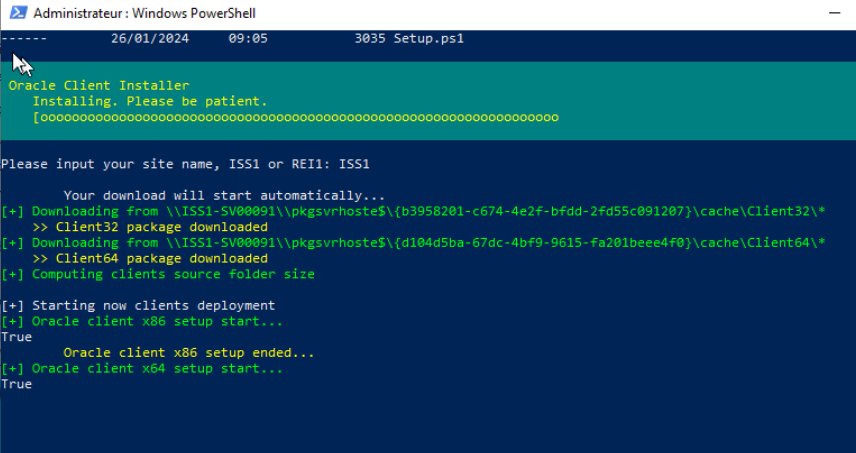 Administrateur : Windows PowerShell
------ 26/01/2024 09:05 3035 Setup.ps1
Oracle Client Installer
Installing. Please be patient.
[oooooooooooooooooooooooooooooooooooooooooooooooooooooooooooooooooo
Please input your site name, ISS1 or REI1: ISS1
Your download will start automatically...
[+] Downloading from \\ISS1-SV00091\\pkgsvrhoste$\{b3958201-c674-4e2f-bfdd-2fd55c091207}\cache\Client32\*
>> Client32 package downloaded
[+] Downloading from \\ISS1-SV00091\\pkgsvrhoste$\{d104d5ba-67dc-4bf9-9615-fa201beee4f0}\cache\Client64\*
>> Client64 package downloaded
[+] Computing clients source folder size
[+] Starting now clients deployment
[+] Oracle client x86 setup start...
True
Oracle client x86 setup ended...
[+] Oracle client x64 setup start...
True